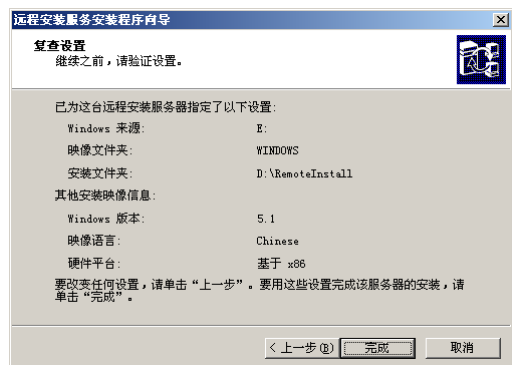 远程安装服务安装程序向导
复查设置
继续之前，请验证设置。
已为这台远程安装服务器指定了以下设置:
Windows 来源: E:
映像文件夹: WINDOWS
安装文件夹: D:\RemoteInstall
其他安装映像信息:
Windows 版本: 5.1
映像语言: Chinese
硬件平台: 基于 x86
要改变任何设置，请单击“上一步”。要用这些设置完成该服务器的安装，请
单击“完成”。
< 上一步(B) 完成 取消